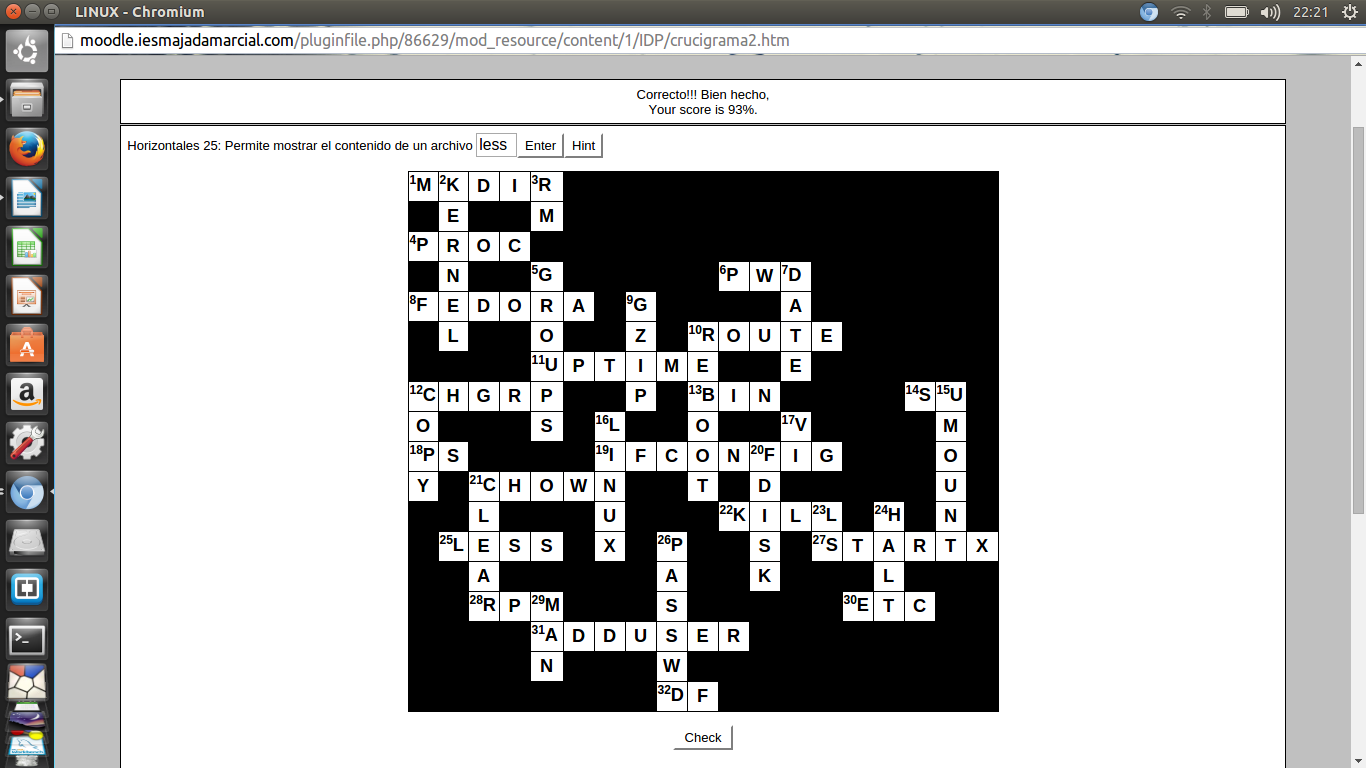 LINUX - Chromium
22:21
moodle.iesmajadamarcial.com/pluginfile.php/86629/mod_resource/content/1/IDP/crucigrama2.htm
Correcto!!! Bien hecho,
Your score is 93%.
Horizontales 25: Permite mostrar el contenido de un archivo less Enter Hint
1M 2K D I 3R
E M
4P R O C
N 5G 6P W 7D
8F E D O R A 9G A
L O Z 10R O U T E
11U P T I M E E
12C H G R P P P 13B I N 14S 15U
O S 16L O 17V M
18P S 19I F C O N 20F I G O
Y 21C H O W N T D U
L U 22K I L 23L 24H N
25L E S S X 26P S 27S T A R T X
A A K L
28R P 29M S 30E T C
31A D D U S E R
N W
32D F
Check